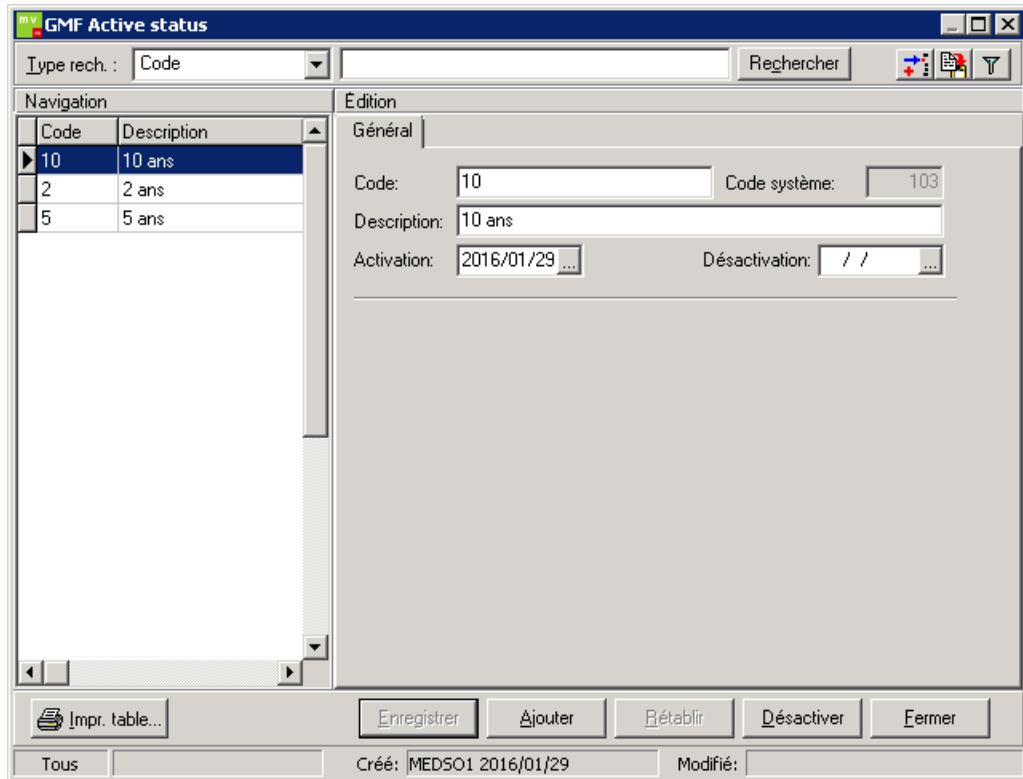 mv GMF Active status
Type rech. : Code Rechercher
Navigation Édition
Code Description
10 10 ans
2 2 ans
5 5 ans
Général
Code: 10 Code système: 103
Description: 10 ans
Activation: 2016/01/29 ... Désactivation: / / ...
Impr. table... Enregistrer Ajouter Rétablir Désactiver Fermer
Tous Créé: MEDSO1 2016/01/29 Modifié: